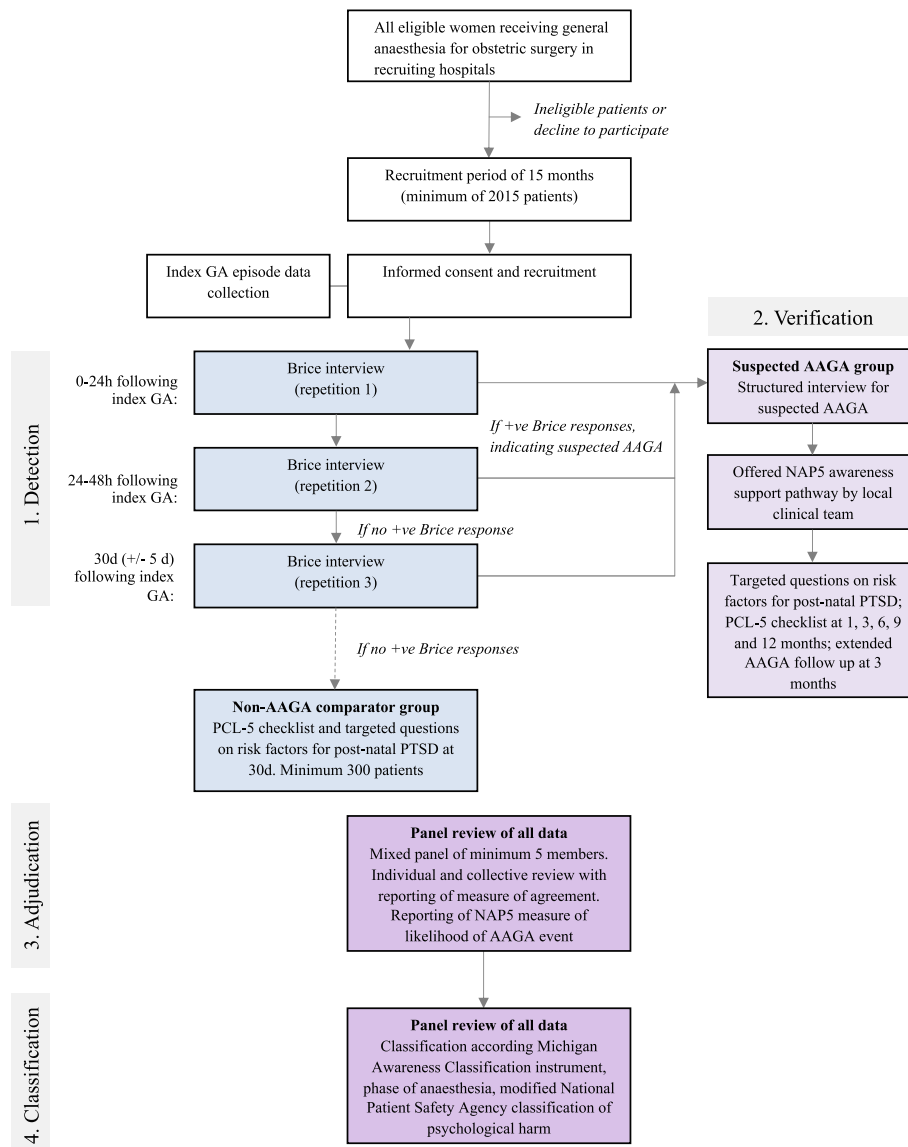 All eligible women receiving general
anaesthesia for obstetric surgery in
recruiting hospitals
Ineligible patients or
decline to participate
Recruitment period of 15 months
(minimum of 2015 patients)
Index GA episode data
collection
Informed consent and recruitment
2. Verification
1. Detection
0-24h following
index GA:
Brice interview
(repetition 1)
Suspected AAGA group
Structured interview for
suspected AAGA
If +ve Brice responses,
indicating suspected AAGA
24-48h following
index GA:
Brice interview
(repetition 2)
Offered NAP5 awareness
support pathway by local
clinical team
If no +ve Brice response
30d (+/- 5 d)
following index
GA:
Brice interview
(repetition 3)
Targeted questions on risk
factors for post-natal PTSD;
PCL-5 checklist at 1, 3, 6, 9
and 12 months; extended
AAGA follow up at 3
months
If no +ve Brice responses
Non-AAGA comparator group
PCL-5 checklist and targeted questions
on risk factors for post-natal PTSD at
30d. Minimum 300 patients
3. Adjudication
Panel review of all data
Mixed panel of minimum 5 members.
Individual and collective review with
reporting of measure of agreement.
Reporting of NAP5 measure of
likelihood of AAGA event
4. Classification
Panel review of all data
Classification according Michigan
Awareness Classification instrument,
phase of anaesthesia, modified National
Patient Safety Agency classification of
psychological harm